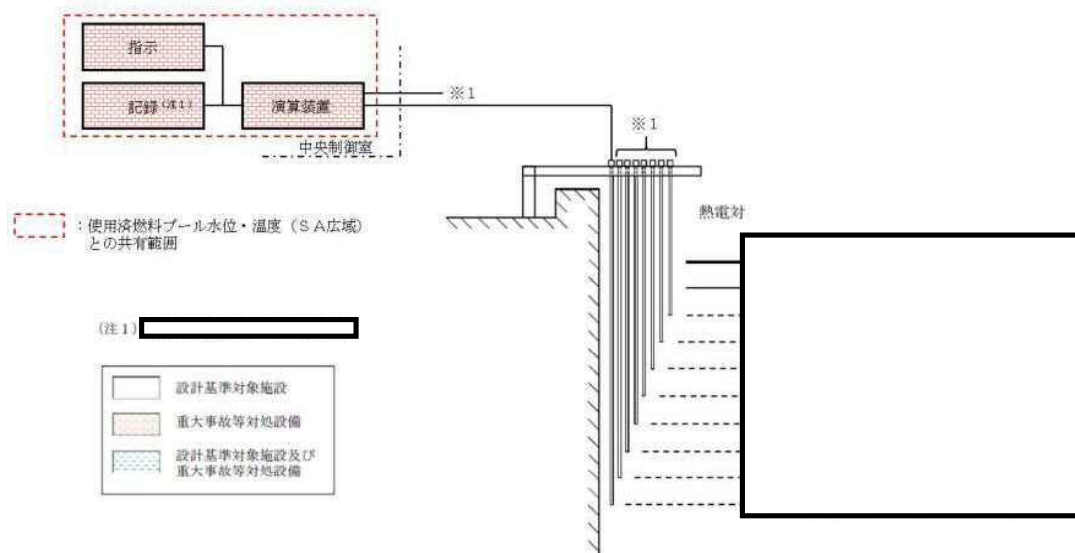 指示
記録(注1)
演算装置
※1
※1
中央制御室
熱電対
:使用済燃料プール水位・温度(SA広域)
との共有範囲
(注1)
設計基準対象施設
重大事故等対処設備
設計基準対象施設及び
重大事故等対処設備